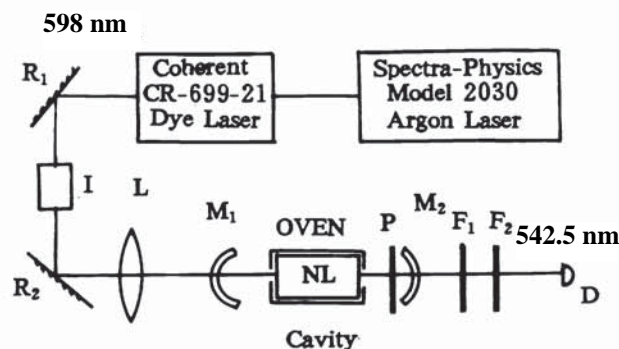 598 nm
R1
Coherent
CR-699-21
Dye Laser
Spectra-Physics
Model 2030
Argon Laser
I
L
M1
OVEN
P
M2
F1
F2
542.5 nm
R2
NL
D
Cavity